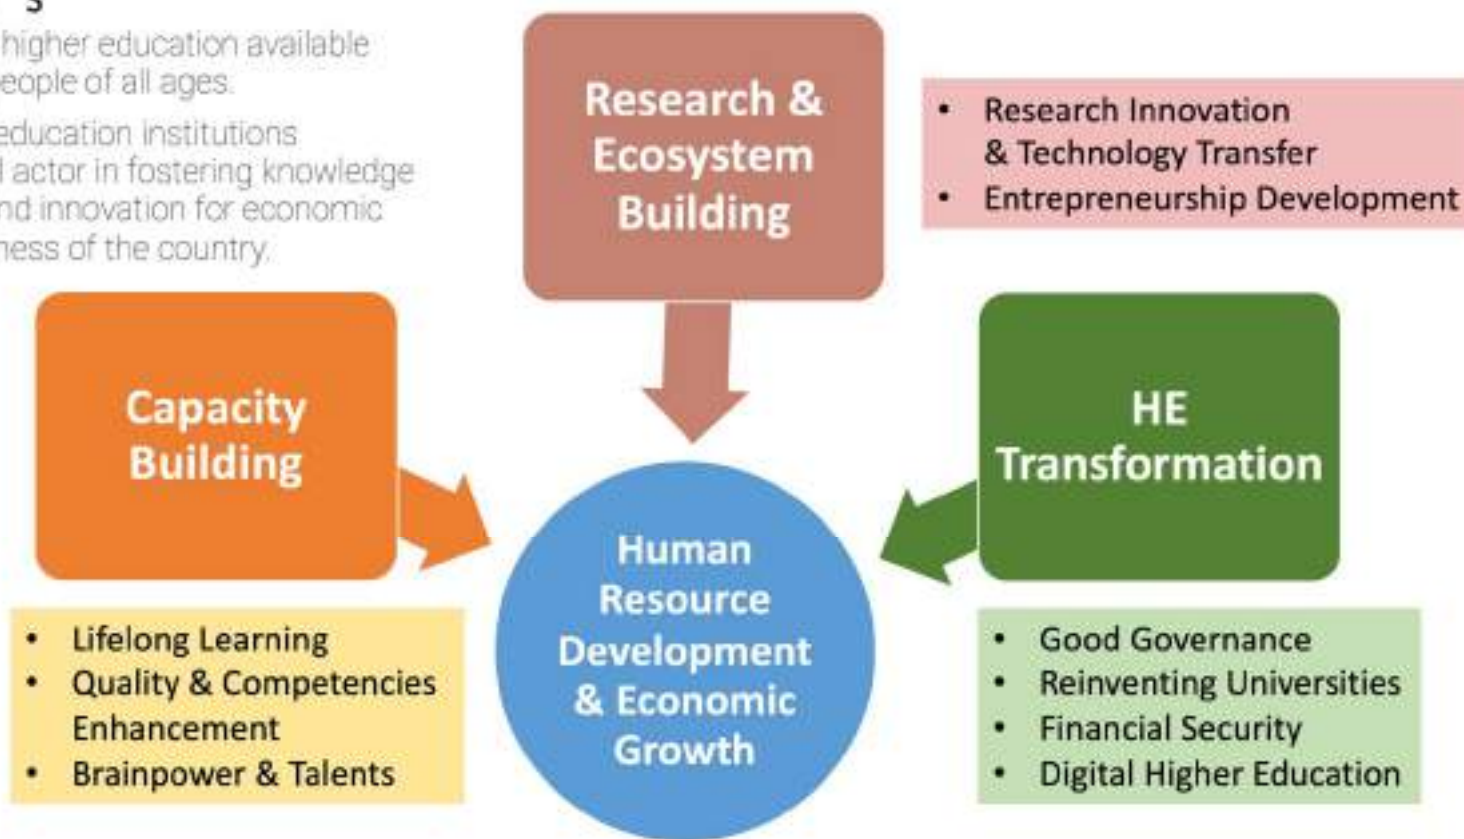 higher education available
eople of all ages.
education institutions
actor in fostering knowledge
nd innovation for economic
ness of the country.
Research &
Ecosystem
Building
• Research Innovation
& Technology Transfer
• Entrepreneurship Development
Capacity
Building
HE
Transformation
Human
Resource
Development
& Economic
Growth
• Lifelong Learning
• Quality & Competencies
Enhancement
• Brainpower & Talents
• Good Governance
• Reinventing Universities
• Financial Security
• Digital Higher Education